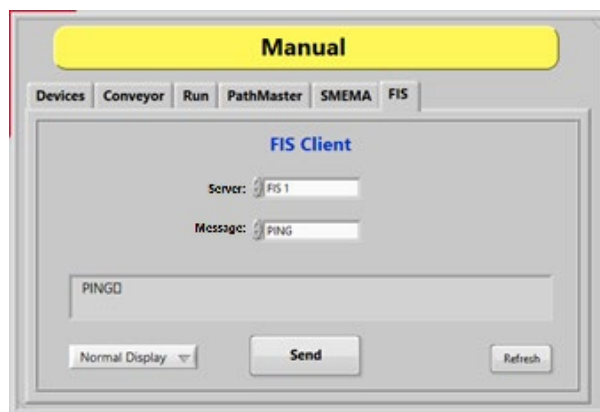 Manual
Devices Conveyor Run PathMaster SMEMA FIS
FIS Client
Server: FIS 1
Message: PING
PING□
Normal Display Send Refresh